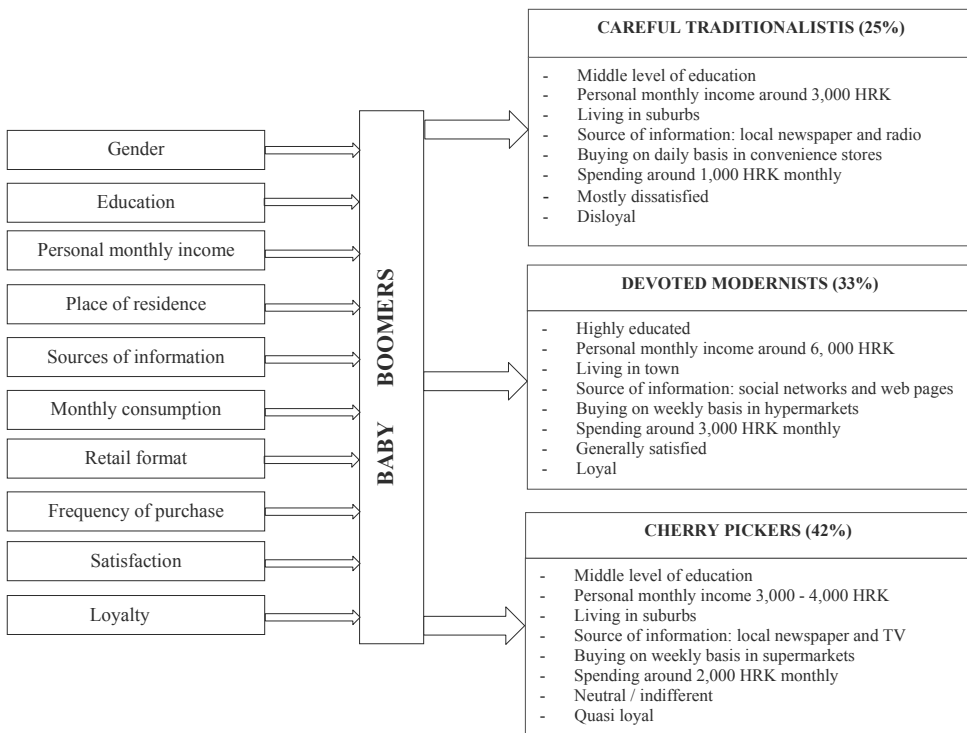 Gender
Education
Personal monthly income
Place of residence
Sources of information
Monthly consumption
Retail format
Frequency of purchase
Satisfaction
Loyalty
BABY BOOMERS
CAREFUL TRADITIONALISTIS (25%)
- Middle level of education
- Personal monthly income around 3,000 HRK
- Living in suburbs
- Source of information: local newspaper and radio
- Buying on daily basis in convenience stores
- Spending around 1,000 HRK monthly
- Mostly dissatisfied
- Disloyal
DEVOTED MODERNISTS (33%)
- Highly educated
- Personal monthly income around 6, 000 HRK
- Living in town
- Source of information: social networks and web pages
- Buying on weekly basis in hypermarkets
- Spending around 3,000 HRK monthly
- Generally satisfied
- Loyal
CHERRY PICKERS (42%)
- Middle level of education
- Personal monthly income 3,000 - 4,000 HRK
- Living in suburbs
- Source of information: local newspaper and TV
- Buying on weekly basis in supermarkets
- Spending around 2,000 HRK monthly
- Neutral / indifferent
- Quasi loyal